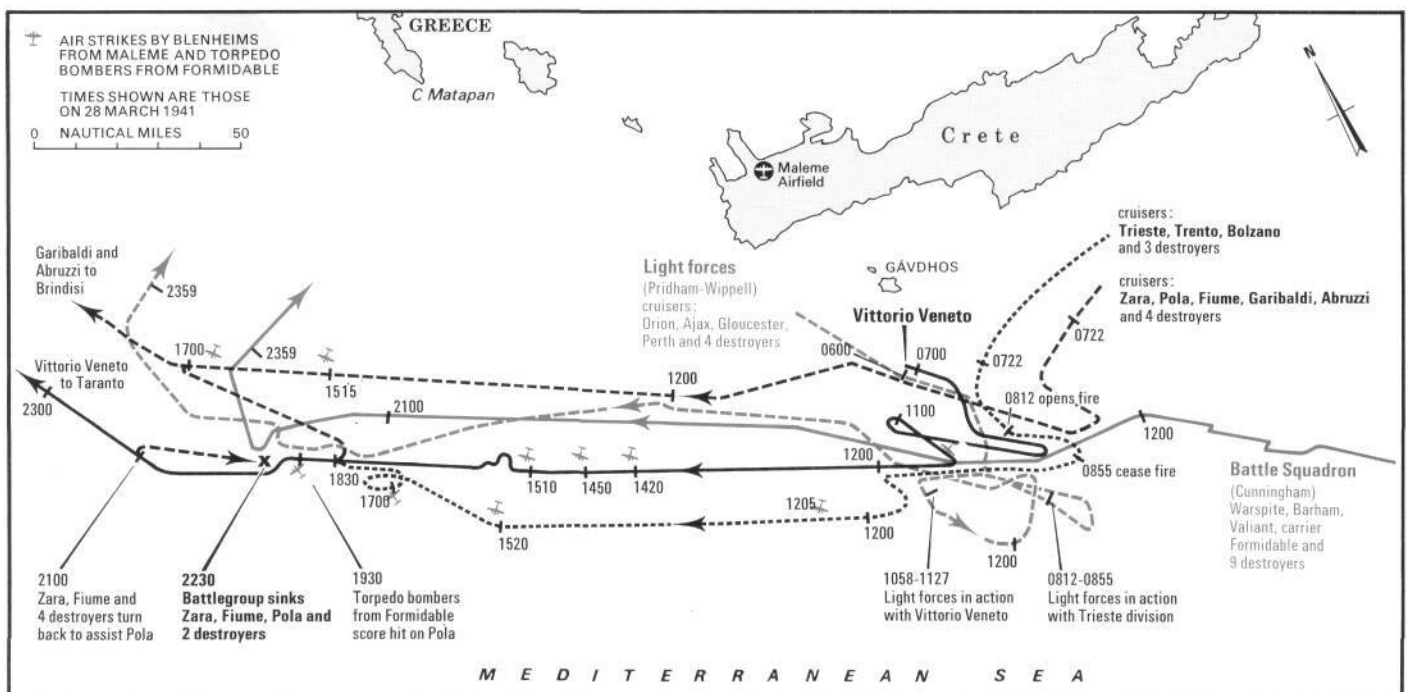 AIR STRIKES BY BLENHEIMS
FROM MALEME AND TORPEDO
BOMBERS FROM FORMIDABLE
TIMES SHOWN ARE THOSE
ON 28 MARCH 1941
0 NAUTICAL MILES 50
GREECE
C Matapan
Crete
Maleme
Airfield
N
cruisers:
Trieste, Trento, Bolzano
and 3 destroyers
cruisers:
Zara, Pola, Fiume, Garibaldi, Abruzzi
and 4 destroyers
Garibaldi and
Abruzzi to
Brindisi
2359
Light forces
(Pridham-Wippell)
cruisers:
Orion, Ajax, Gloucester,
Perth and 4 destroyers
GÁVDHOS
Vittorio Veneto
0600
0700
0722
0722
1700
2359
1515
1200
Vittorio Veneto
to Taranto
2300
2100
1100
0812 opens fire
1200
0855 cease fire
1200
1830
1700
1510
1450
1420
1520
1205
1200
1200
Battle Squadron
(Cunningham)
Warspite, Barham,
Valiant, carrier
Formidable and
9 destroyers
2100
Zara, Fiume and
4 destroyers turn
back to assist Pola
2230
Battlegroup sinks
Zara, Fiume, Pola and
2 destroyers
1930
Torpedo bombers
from Formidable
score hit on Pola
1058-1127
Light forces in action
with Vittorio Veneto
0812-0855
Light forces in action
with Trieste division
MEDITERRANEAN SEA